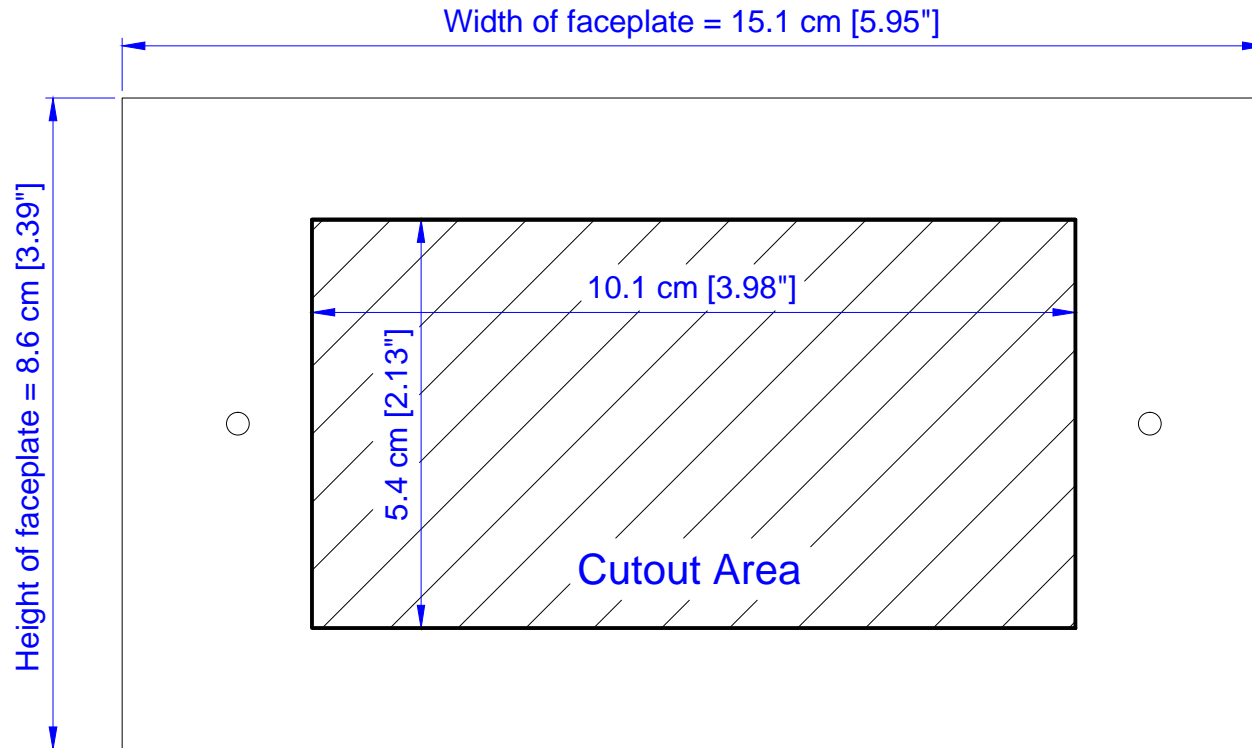 Width of faceplate = 15.1 cm [5.95"]
Height of faceplate = 8.6 cm [3.39"]
10.1 cm [3.98"]
5.4 cm [2.13"]
Cutout Area